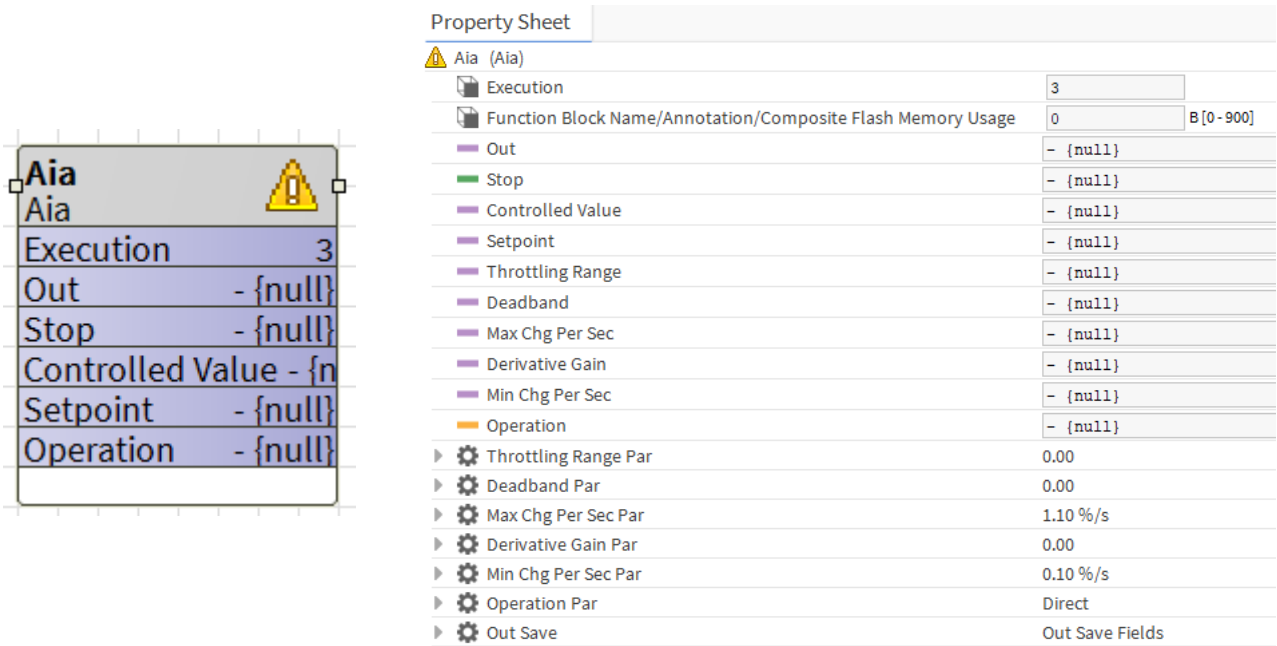 Aia
Aia
Execution 3
Out - {null}
Stop - {null}
Controlled Value - {n
Setpoint - {null}
Operation - {null}
Property Sheet
Aia (Aia)
Execution 3
Function Block Name/Annotation/Composite Flash Memory Usage 0 B [0 - 900]
Out - {null}
Stop - {null}
Controlled Value - {null}
Setpoint - {null}
Throttling Range - {null}
Deadband - {null}
Max Chg Per Sec - {null}
Derivative Gain - {null}
Min Chg Per Sec - {null}
Operation - {null}
Throttling Range Par 0.00
Deadband Par 0.00
Max Chg Per Sec Par 1.10 %/s
Derivative Gain Par 0.00
Min Chg Per Sec Par 0.10 %/s
Operation Par Direct
Out Save Out Save Fields